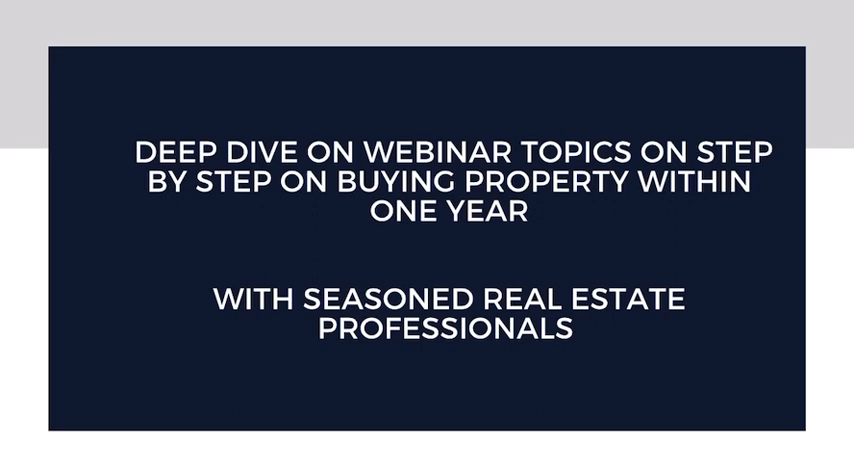 DEEP DIVE ON WEBINAR TOPICS ON STEP
BY STEP ON BUYING PROPERTY WITHIN
ONE YEAR
WITH SEASONED REAL ESTATE
PROFESSIONALS